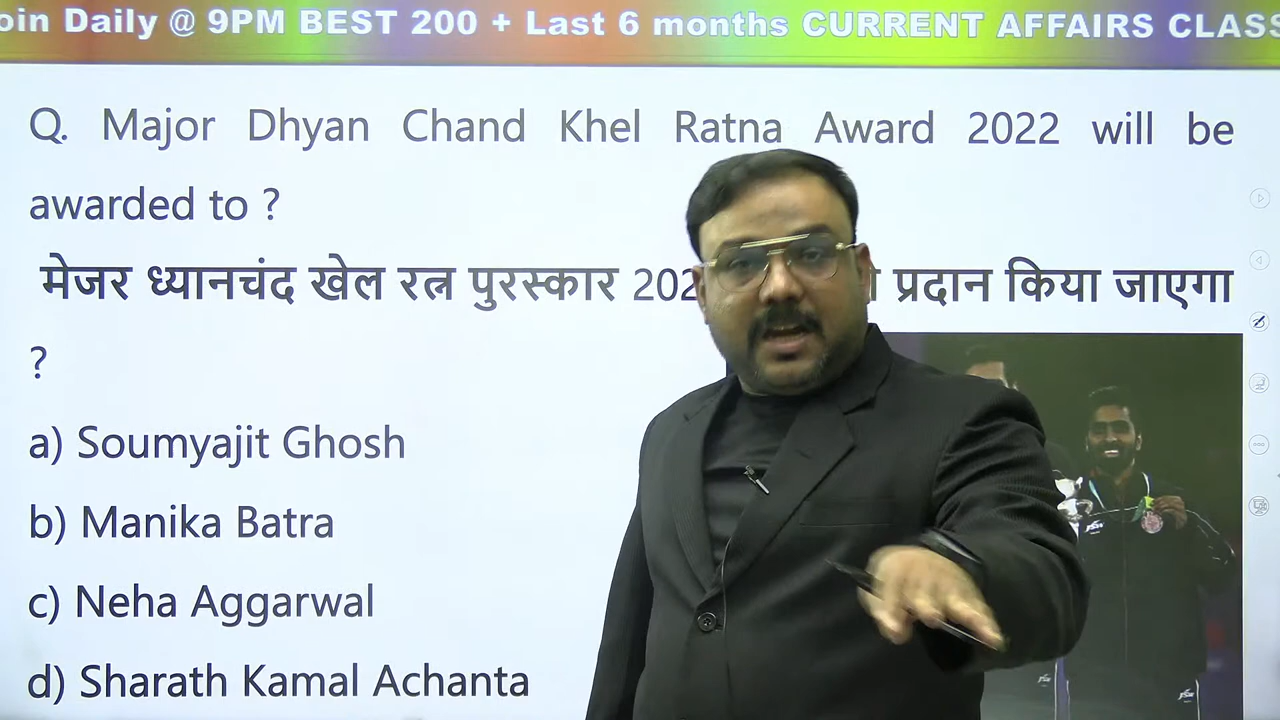 oin Daily @ 9PM BEST 200 + Last 6 months CURRENT AFFAIRS CLASS
Q. Major Dhyan Chand Khel Ratna Award 2022 will be
awarded to ?
मेजर ध्यानचंद खेल रत्न पुरस्कार 202 प्रदान किया जाएगा
?
a) Soumyajit Ghosh
b) Manika Batra
c) Neha Aggarwal
d) Sharath Kamal Achanta